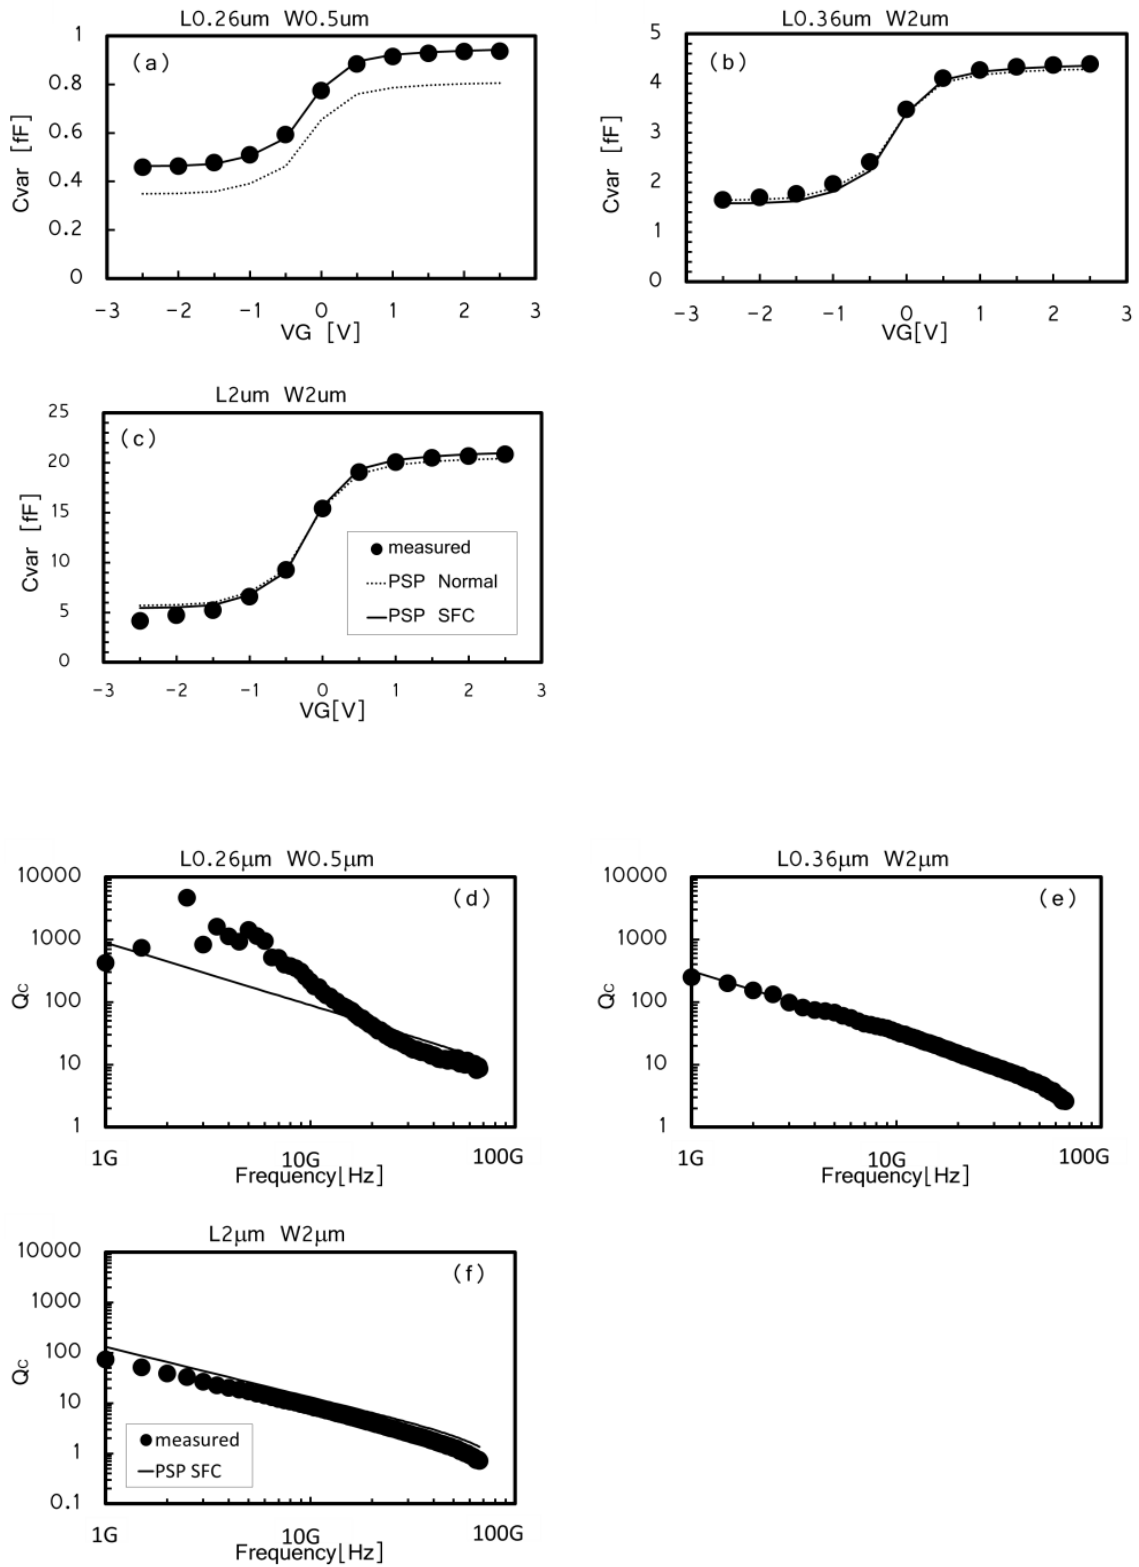 L0.26um W0.5um
(a)
Cvar [fF]
1
0.8
0.6
0.4
0.2
0
−3 −2 −1 0 1 2 3
VG [V]
L0.36um W2um
(b)
Cvar [fF]
5
4
3
2
1
0
−3 −2 −1 0 1 2 3
VG[V]
L2um W2um
(c)
Cvar [fF]
25
20
15
10
5
0
measured
PSP Normal
PSP SFC
−3 −2 −1 0 1 2 3
VG[V]
L0.26μm W0.5μm
(d)
Qc
10000
1000
100
10
1
1G 10G 100G
Frequency[Hz]
L0.36μm W2μm
(e)
Qc
10000
1000
100
10
1
1G 10G 100G
Frequency[Hz]
L2μm W2μm
(f)
Qc
10000
1000
100
10
1
0.1
measured
PSP SFC
1G 10G 100G
Frequency[Hz]